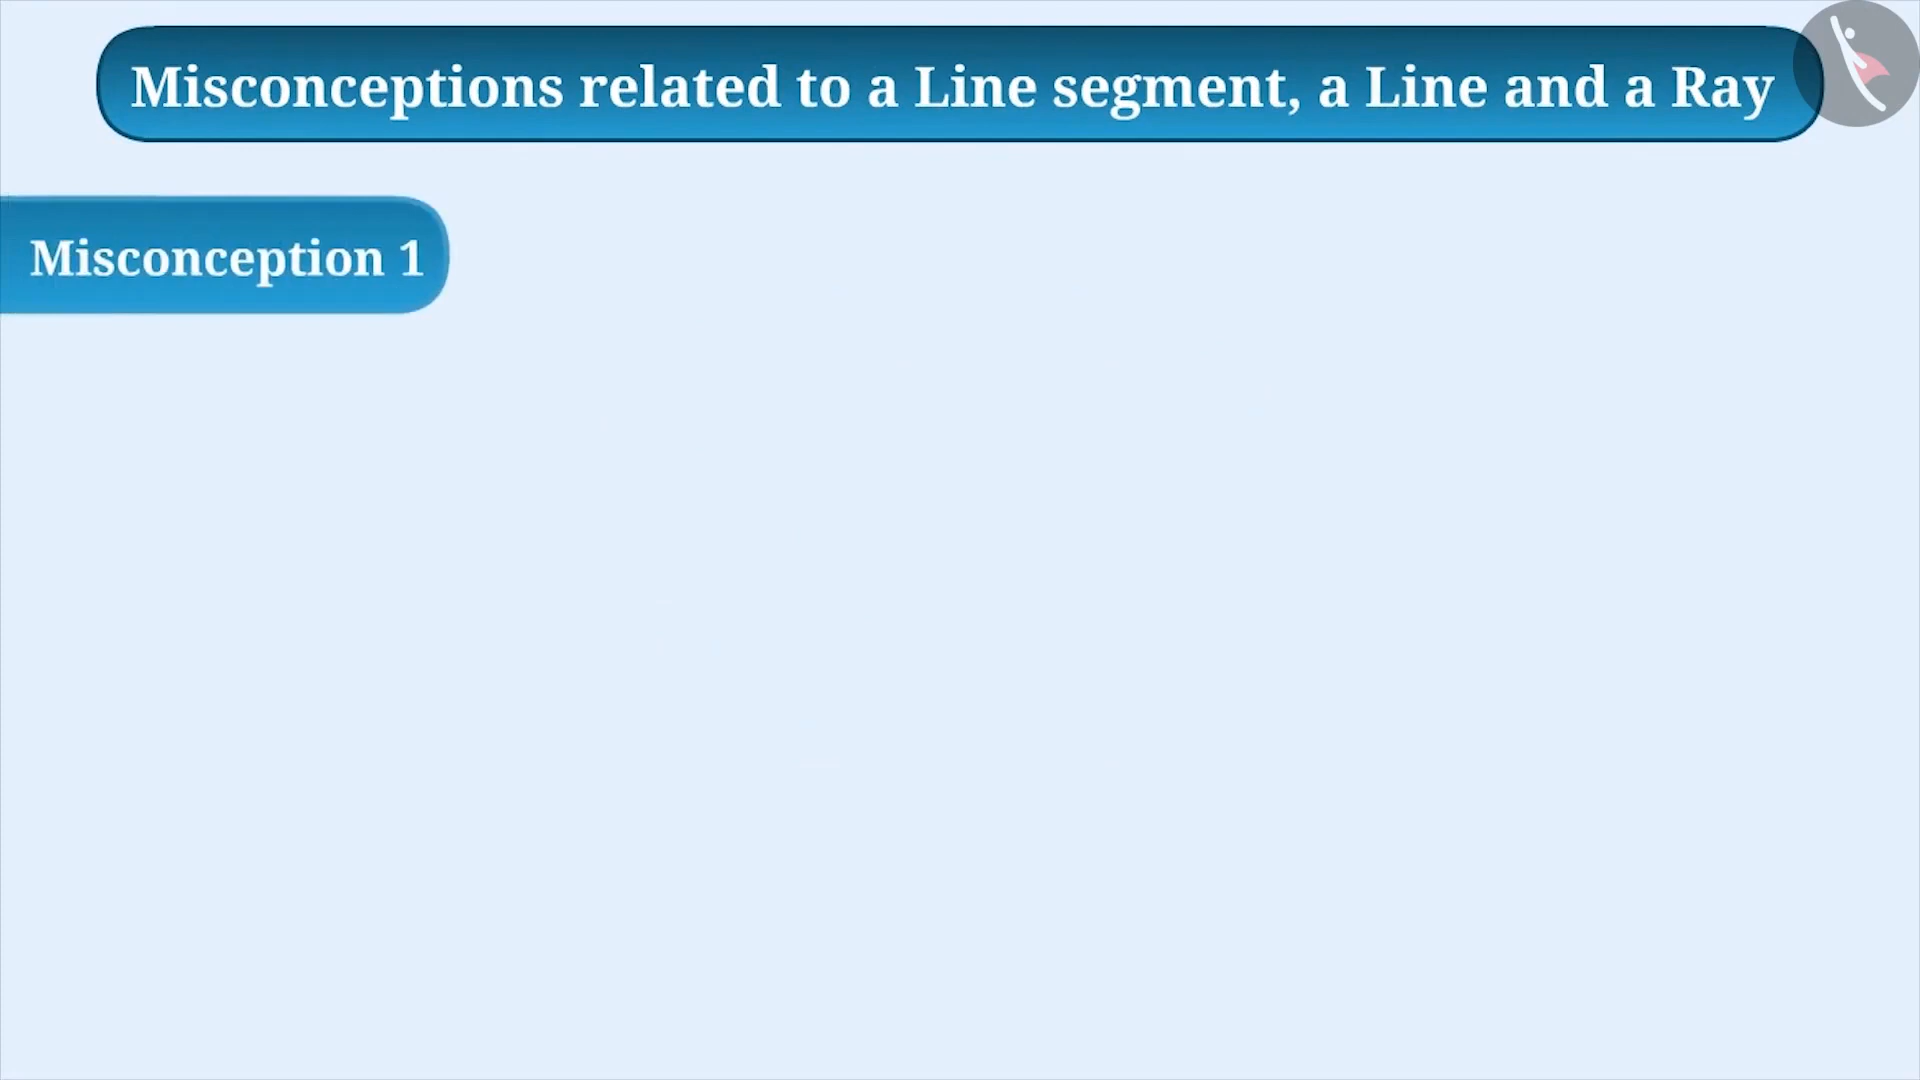 Misconceptions related to a Line segment, a Line and a Ray
Misconception 1